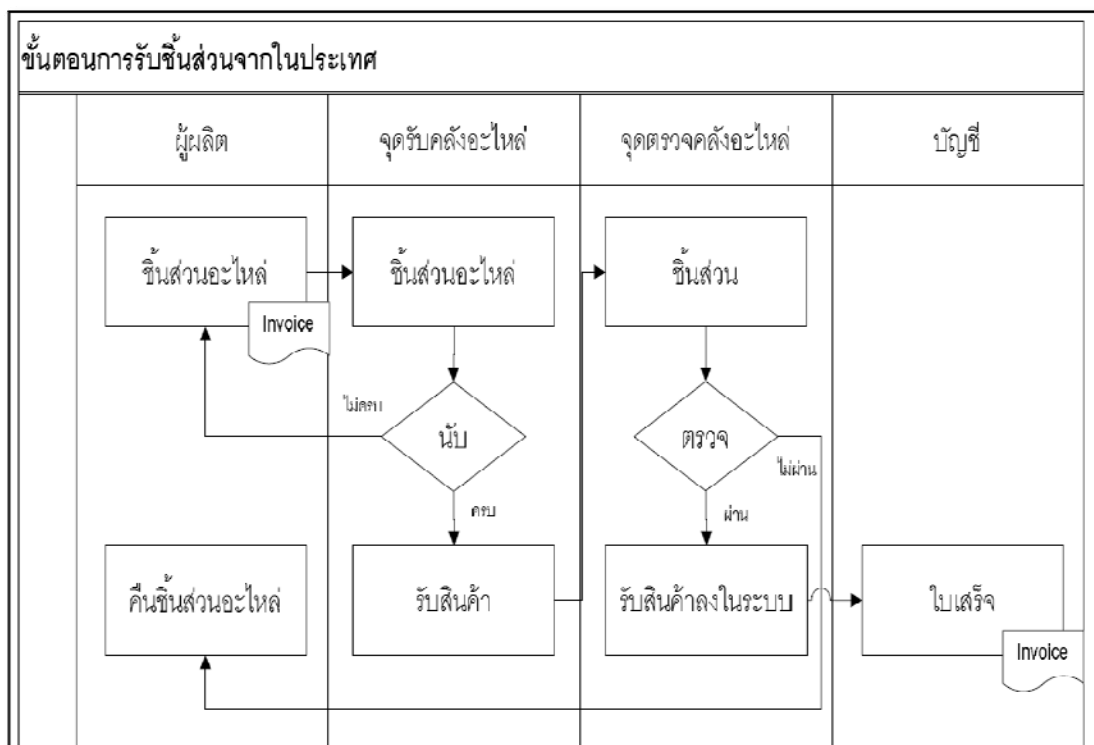 ขั้นตอนการรับชิ้นส่วนจากในประเทศ
ผู้ผลิต
จุดรับคลังอะไหล่
จุดตรวจคลังอะไหล่
บัญชี
ชิ้นส่วนอะไหล่
Invoice
ชิ้นส่วนอะไหล่
ชิ้นส่วน
ไม่ครบ
นับ
ตรวจ
ไม่ผ่าน
ครบ
ผ่าน
คืนชิ้นส่วนอะไหล่
รับสินค้า
รับสินค้าลงในระบบ
ใบเสร็จ
Invoice